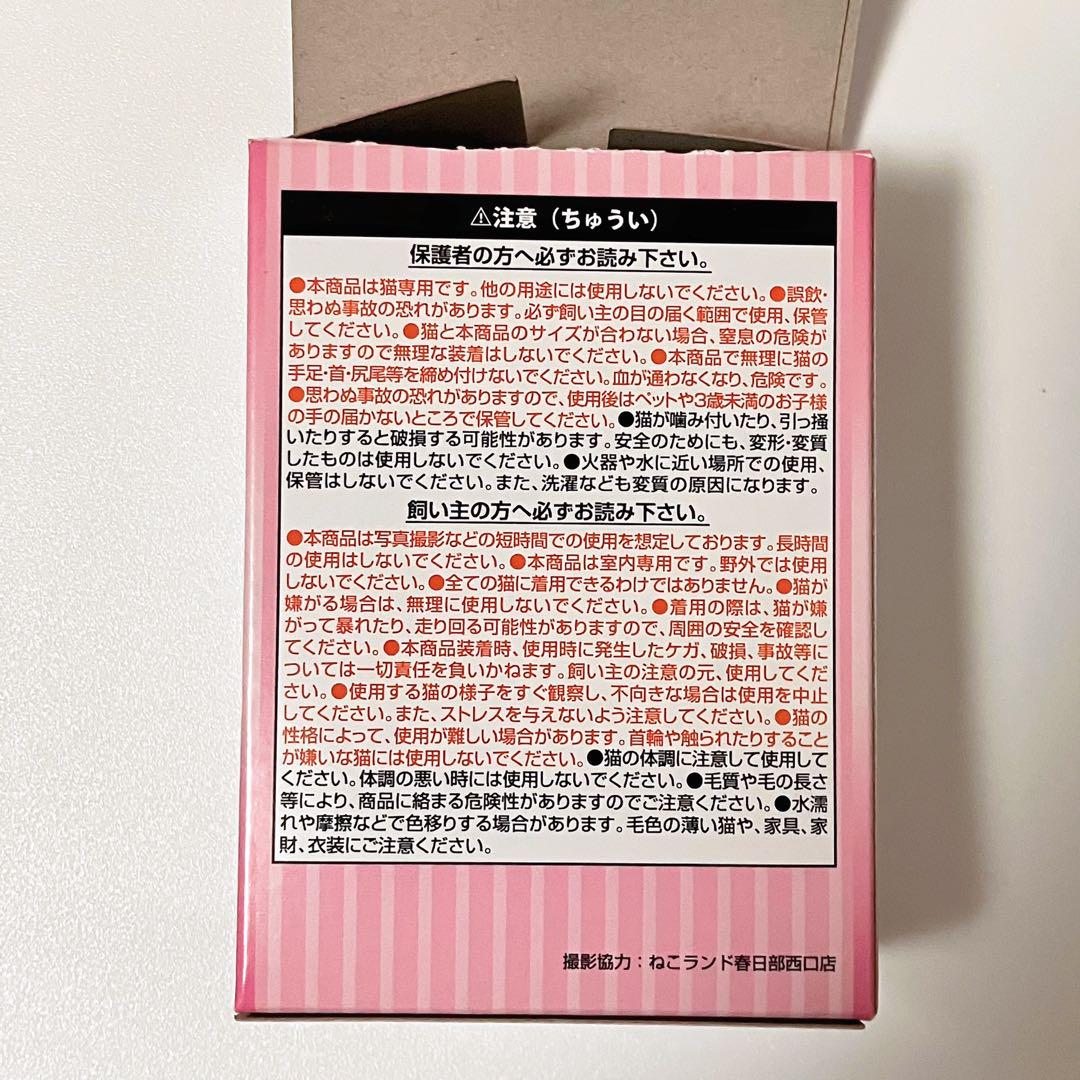 ⚠注意（ちゅうい）
保護者の方へ必ずお読み下さい。
●本商品は猫専用です。他の用途には使用しないでください。●誤飲・
思わぬ事故の恐れがあります。必ず飼い主の目の届く範囲で使用、保管
してください。●猫と本商品のサイズが合わない場合、窒息の危険が
ありますので無理な装着はしないでください。●本商品で無理に猫の
手足・首・尻尾等を締め付けないでください。血が通わなくなり、危険です。
●思わぬ事故の恐れがありますので、使用後はペットや3歳未満のお子様
の手の届かないところで保管してください。●猫が噛み付いたり、引っ掻
いたりすると破損する可能性があります。安全のためにも、変形・変質
したものは使用しないでください。●火器や水に近い場所での使用、
保管はしないでください。また、洗濯なども変質の原因になります。
飼い主の方へ必ずお読み下さい。
●本商品は写真撮影などの短時間での使用を想定しております。長時間
の使用はしないでください。●本商品は室内専用です。野外では使用
しないでください。●全ての猫に着用できるわけではありません。●猫が
嫌がる場合は、無理に使用しないでください。●着用の際は、猫が嫌
がって暴れたり、走り回る可能性がありますので、周囲の安全を確認し
てください。●本商品装着時、使用時に発生したケガ、破損、事故等に
ついては一切責任を負いかねます。飼い主の注意の元、使用してくだ
さい。●使用する猫の様子をすぐ観察し、不向きな場合は使用を中止
してください。また、ストレスを与えないよう注意してください。●猫の
性格によって、使用が難しい場合があります。首輪や触られたりすること
が嫌いな猫には使用しないでください。●猫の体調に注意して使用して
ください。体調の悪い時には使用しないでください。●毛質や毛の長さ
等により、商品に絡まる危険性がありますのでご注意ください。●水濡
れや摩擦などで色移りする場合があります。毛色の薄い猫や、家具、家
財、衣装にご注意ください。
撮影協力：ねこランド春日部西口店